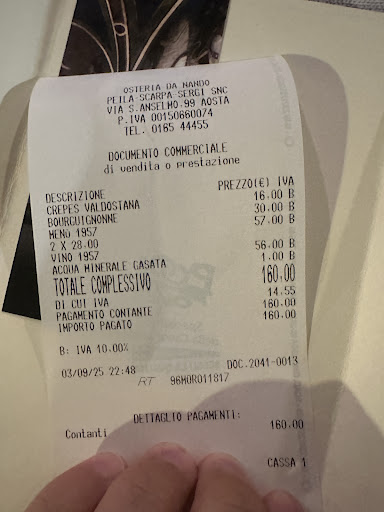 OSTERIA DA NANDO
PEILA-SCARPA-SERGI SNC
VIA S.ANSELMO-99 AOSTA
P.IVA 00150660074
TEL. 0165 44455
DOCUMENTO COMMERCIALE
di vendita o prestazione
DESCRIZIONE PREZZO(€) IVA
CREPES VALDOSTANA 16.00 B
BOURGUIGNONNE 30.00 B
MENU 1957 57.00 B
2 X 28.00
VINO 1957 56.00 B
ACQUA MINERALE GASATA 1.00 B
TOTALE COMPLESSIVO 160.00
DI CUI IVA 14.55
PAGAMENTO CONTANTE 160.00
IMPORTO PAGATO 160.00
B: IVA 10.00%
03/09/25 22:48 DOC.2041-0013
RT 96MOR011817
DETTAGLIO PAGAMENTI:
Contanti 160.00
CASSA 1